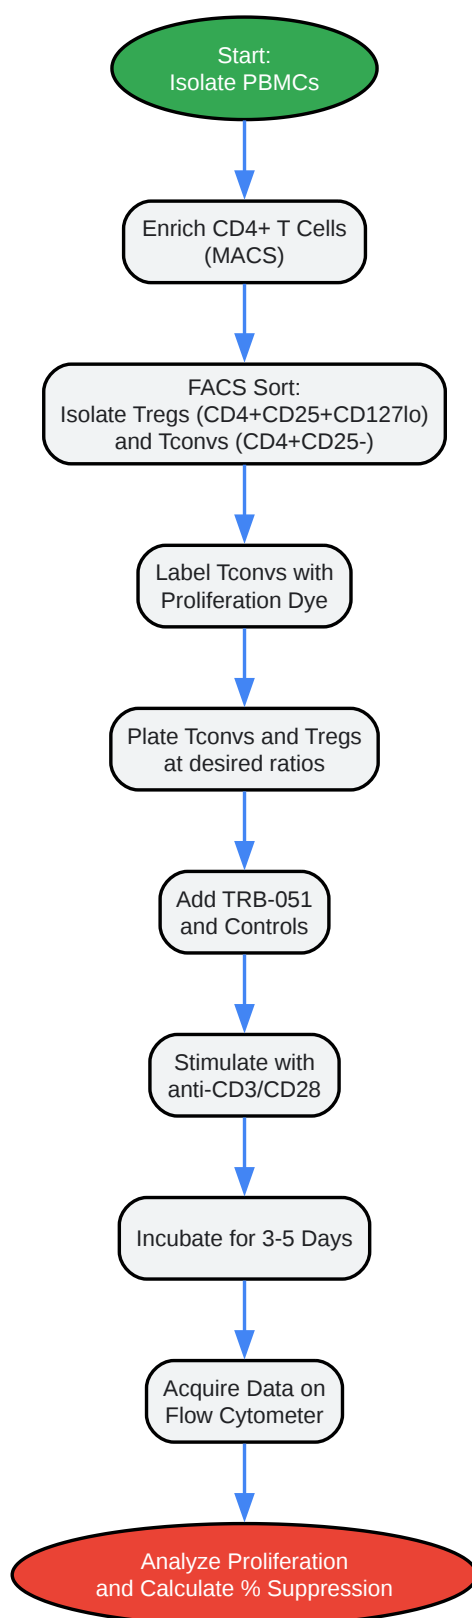 Start:
Isolate PBMCs
Enrich CD4+ T Cells
(MACS)
FACS Sort:
Isolate Tregs (CD4+CD25+CD127lo)
and Tconvs (CD4+CD25-)
Label Tconvs with
Proliferation Dye
Plate Tconvs and Tregs
at desired ratios
Add TRB-051
and Controls
Stimulate with
anti-CD3/CD28
Incubate for 3-5 Days
Acquire Data on
Flow Cytometer
Analyze Proliferation
and Calculate % Suppression